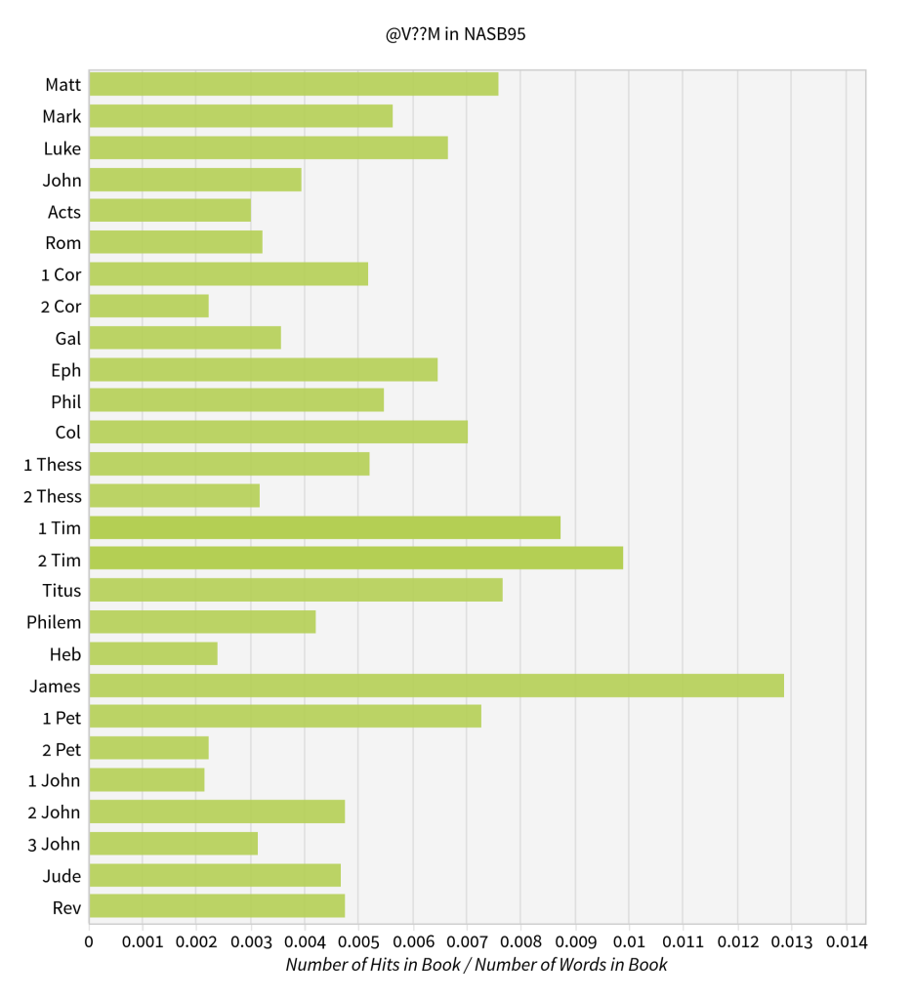 @V??M in NASB95
Matt
Mark
Luke
John
Acts
Rom
1 Cor
2 Cor
Gal
Eph
Phil
Col
1 Thess
2 Thess
1 Tim
2 Tim
Titus
Philem
Heb
James
1 Pet
2 Pet
1 John
2 John
3 John
Jude
Rev
0 0.001 0.002 0.003 0.004 0.005 0.006 0.007 0.008 0.009 0.01 0.011 0.012 0.013 0.014
Number of Hits in Book / Number of Words in Book